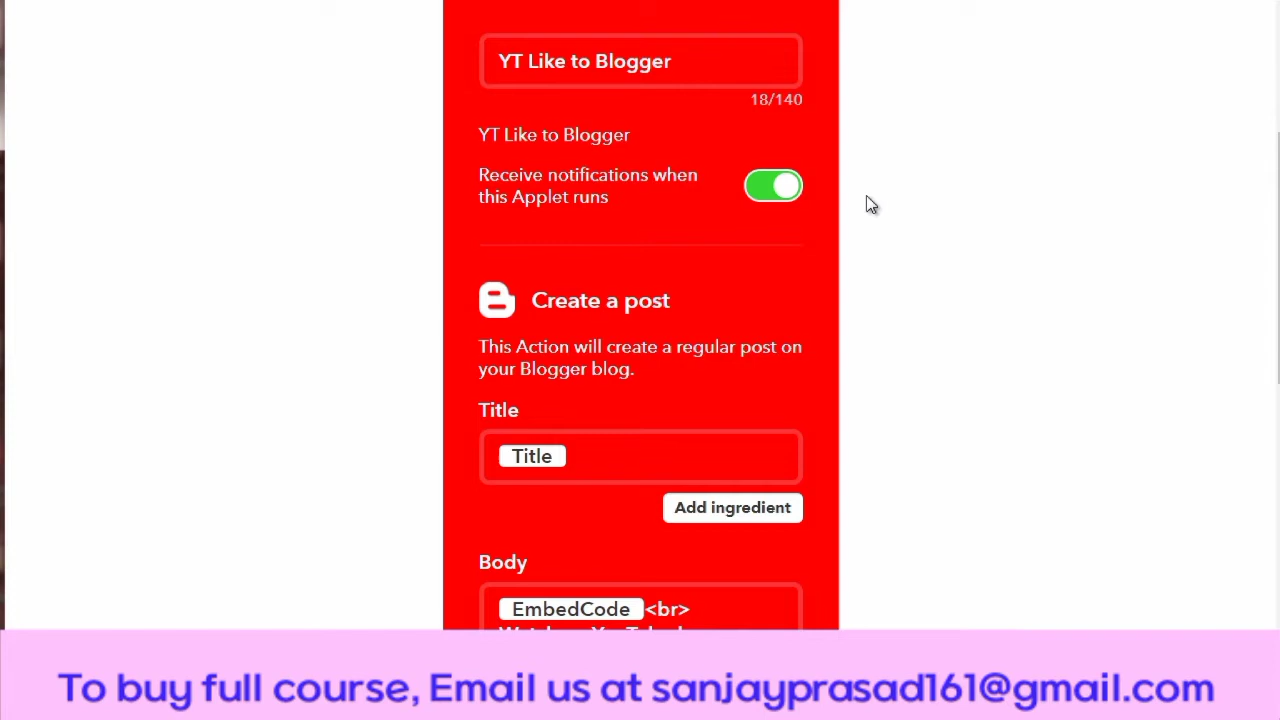 YT Like to Blogger
18/140
YT Like to Blogger
Receive notifications when
this Applet runs
Create a post
This Action will create a regular post on
your Blogger blog.
Title
Title
Add ingredient
Body
EmbedCode<br>
To buy full course, Email us at sanjayprasad161@gmail.com